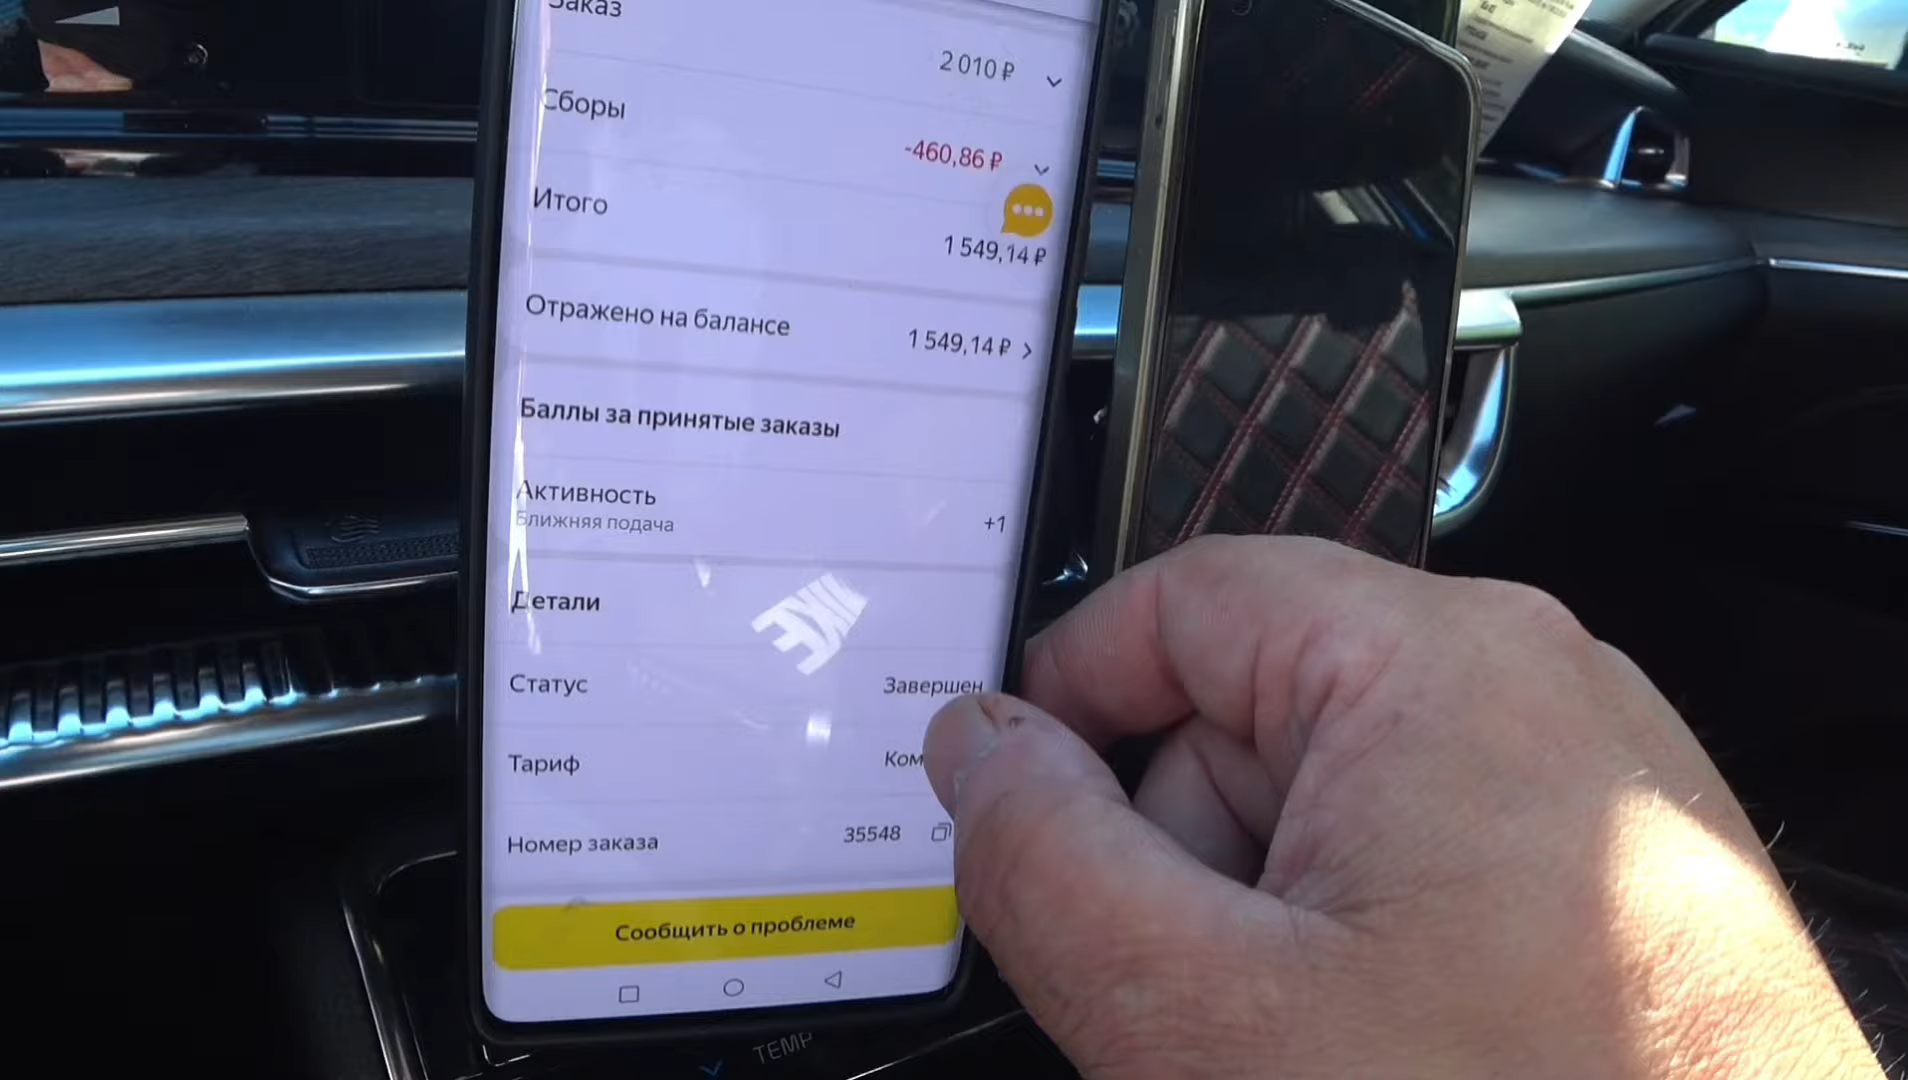 Заказ
2 010 ₽
Сборы
-460,86 ₽
Итого
1 549,14 ₽
Отражено на балансе
1 549,14 ₽
Баллы за принятые заказы
Активность
Ближняя подача
+1
Детали
Статус
Завершен
Тариф
Ком
Номер заказа
35548
Сообщить о проблеме
TEMP